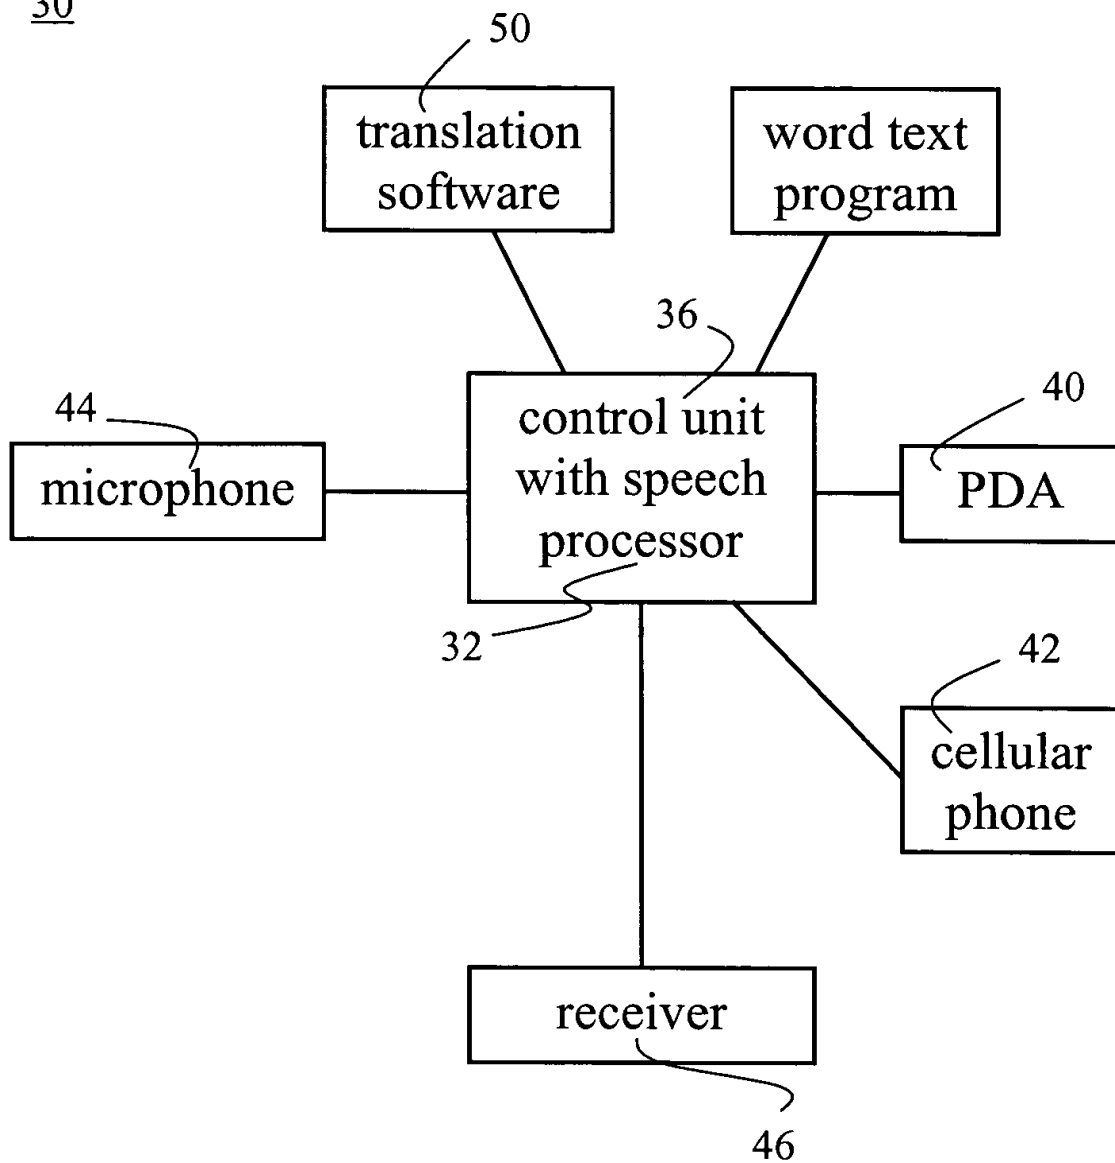 30
50
translation
software
word text
program
36
control unit
with speech
processor
32
44
microphone
40
PDA
42
cellular
phone
receiver
46